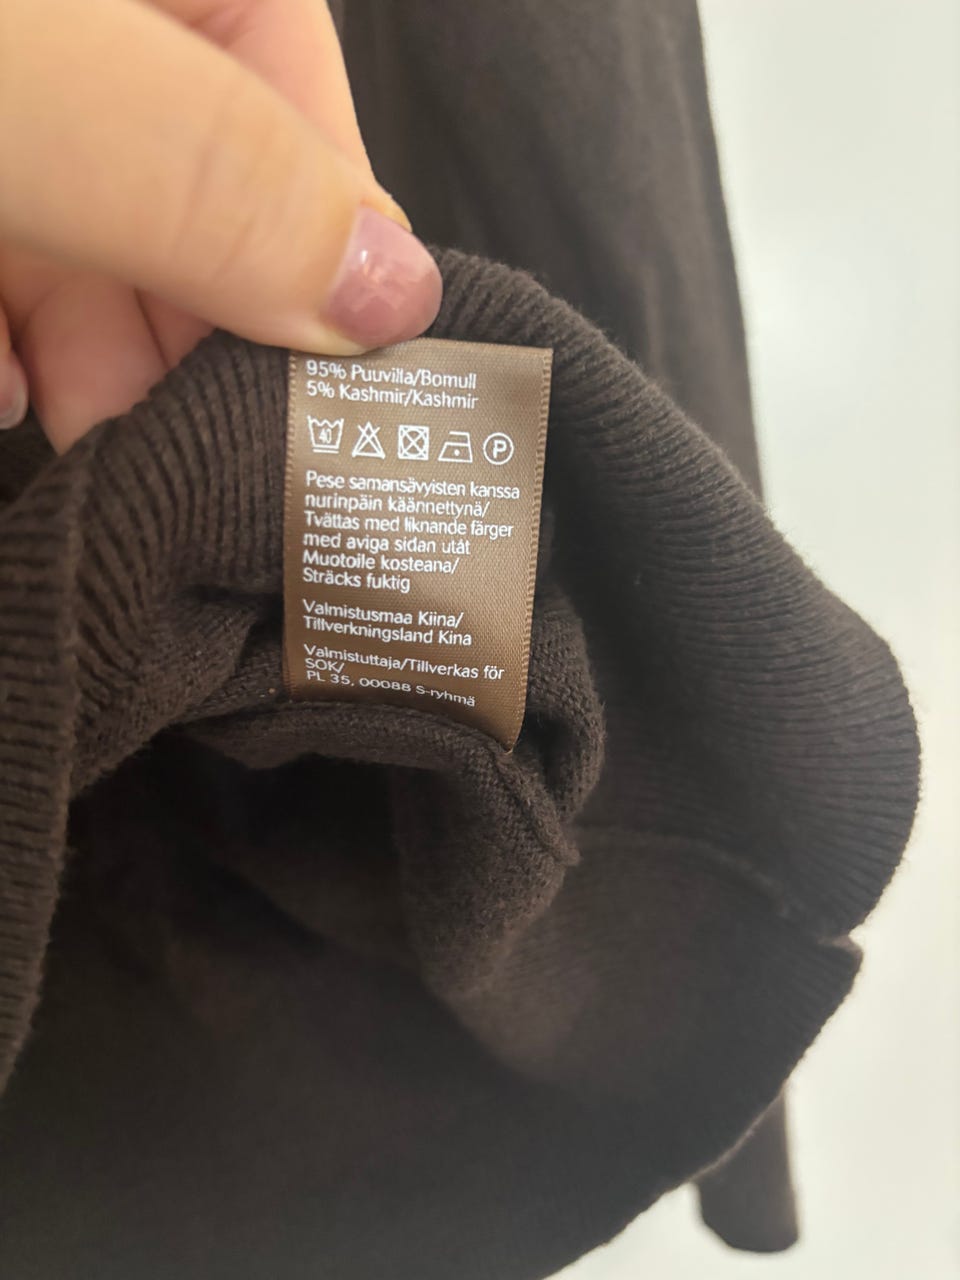 95% Puuvilla/Bomull
5% Kashmir/Kashmir
40 P
Pese samansävyisten kanssa
nurinpäin käännettynä/
Tvättas med liknande färger
med aviga sidan utåt
Muotoile kosteana/
Sträcks fuktig
Valmistusmaa Kiina/
Tillverkningsland Kina
Valmistuttaja/Tillverkas för
SOK/
PL 35, 00088 S-ryhmä